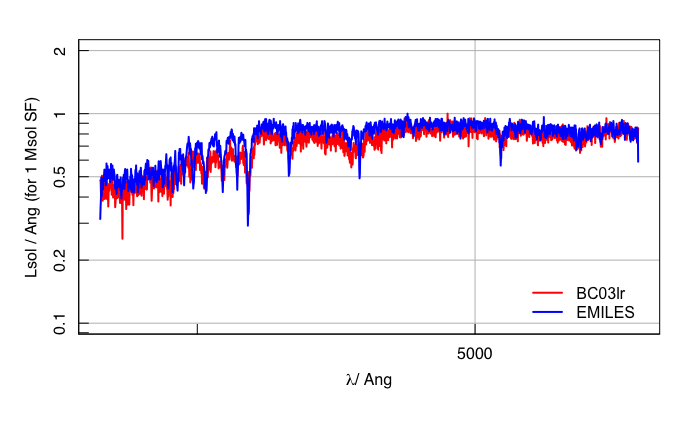 2
1
0.5
0.2
0.1
Lsol / Ang (for 1 Msol SF)
BC03lr
EMILES
5000
λ/ Ang